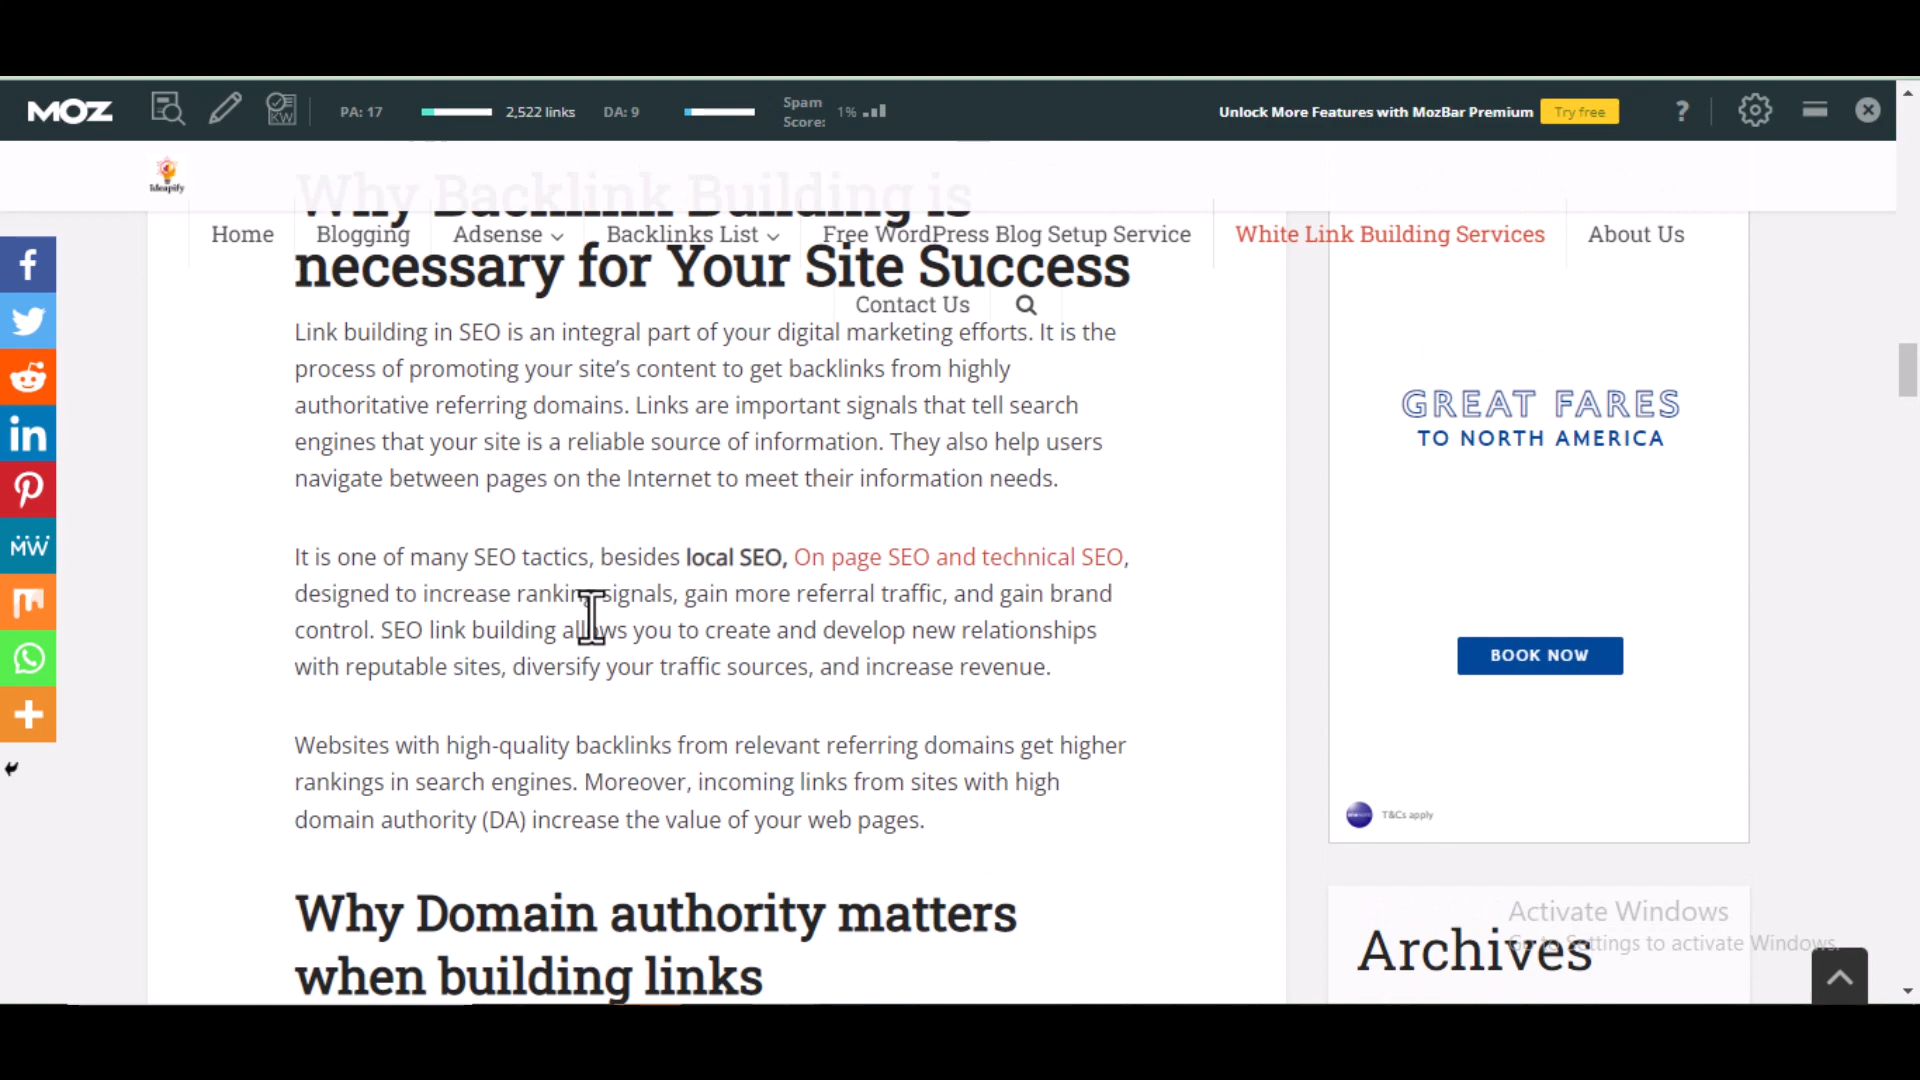 MOZ
KW
PA: 17
2,522 links
DA: 9
Spam
Score:
1%
Unlock More Features with MozBar Premium
Try free
?
Ideapify
Why Backlink Building is
Home
Blogging
Adsense
Backlinks List
Free WordPress Blog Setup Service
White Link Building Services
About Us
necessary for Your Site Success
Contact Us
Link building in SEO is an integral part of your digital marketing efforts. It is the
process of promoting your site's content to get backlinks from highly
authoritative referring domains. Links are important signals that tell search
engines that your site is a reliable source of information. They also help users
navigate between pages on the Internet to meet their information needs.
It is one of many SEO tactics, besides local SEO, On page SEO and technical SEO,
designed to increase ranking signals, gain more referral traffic, and gain brand
control. SEO link building allows you to create and develop new relationships
with reputable sites, diversify your traffic sources, and increase revenue.
Websites with high-quality backlinks from relevant referring domains get higher
rankings in search engines. Moreover, incoming links from sites with high
domain authority (DA) increase the value of your web pages.
Why Domain authority matters
when building links
GREAT FARES
TO NORTH AMERICA
BOOK NOW
T&Cs apply
Archives
Activate Windows
Go to Settings to activate Windows.
f
in
MW
m